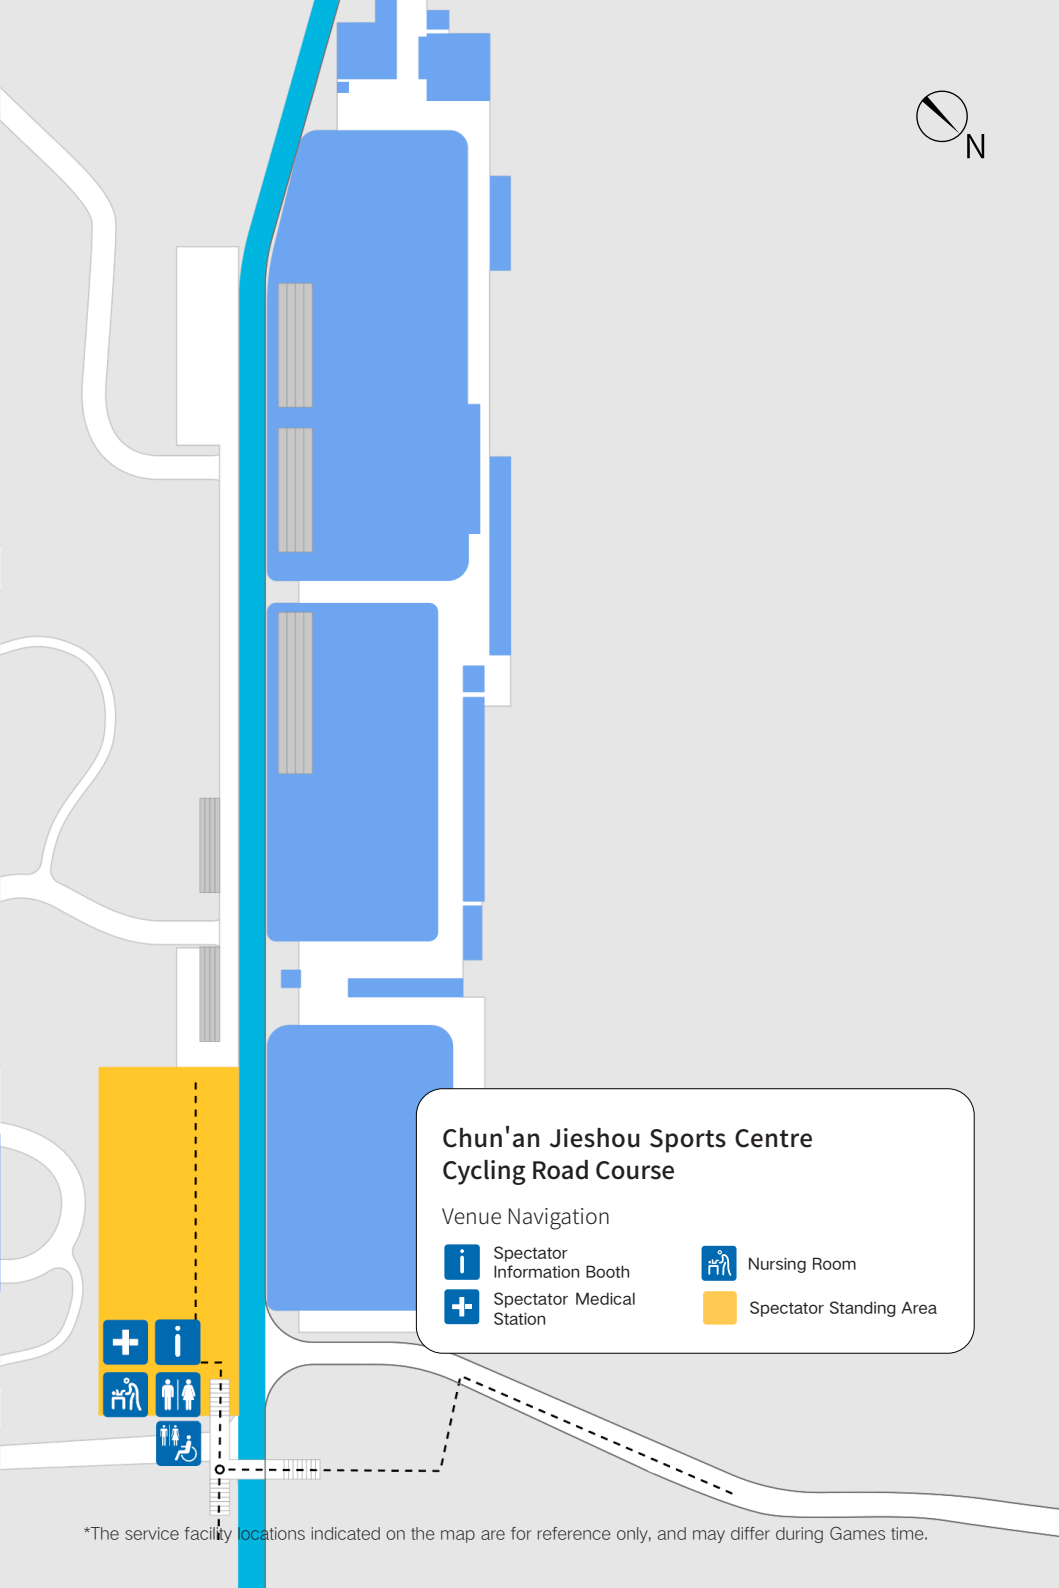 N
Chun'an Jieshou Sports Centre
Cycling Road Course
Venue Navigation
Spectator
Information Booth
Nursing Room
Spectator Medical
Station
Spectator Standing Area
*The service facility locations indicated on the map are for reference only, and may differ during Games time.